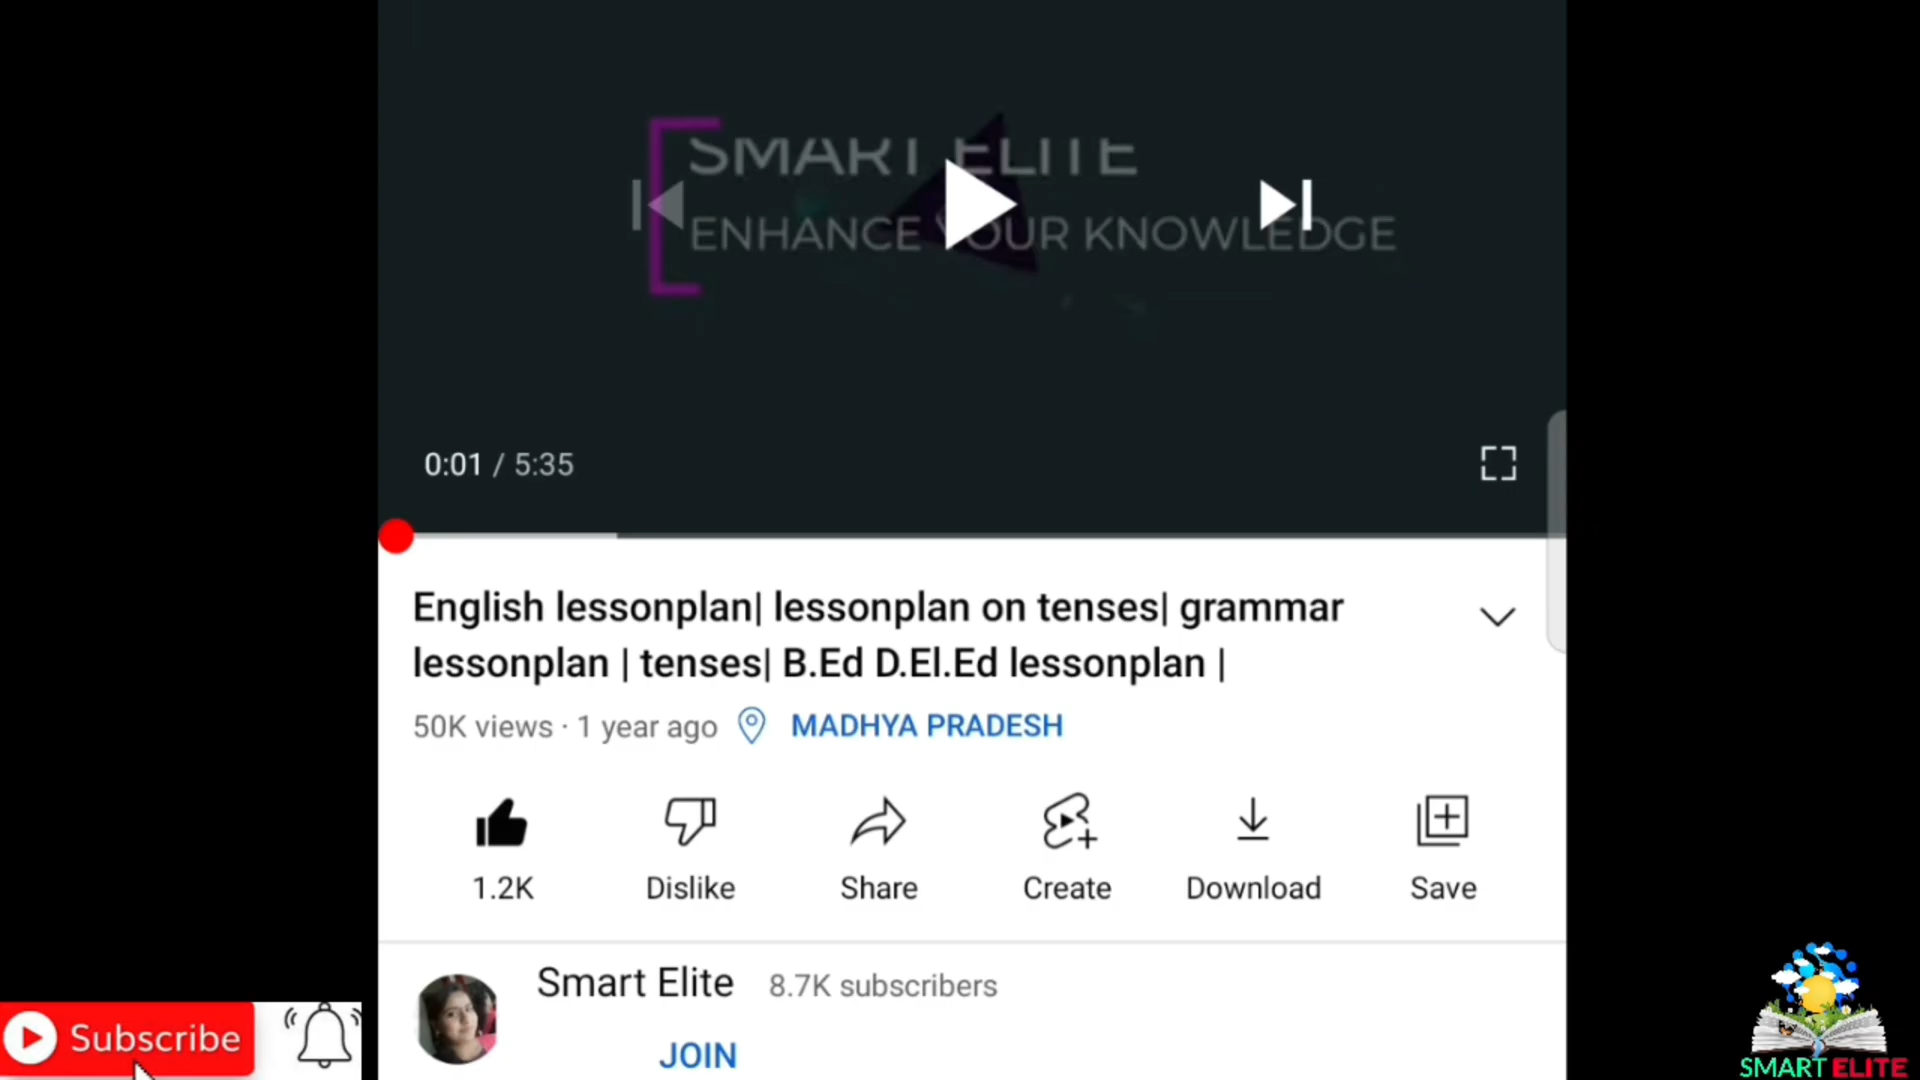 SMART ELITE
ENHANCE YOUR KNOWLEDGE
0:01 / 5:35
English lessonplan| lessonplan on tenses| grammar
lessonplan | tenses| B.Ed D.El.Ed lessonplan |
50K views · 1 year ago MADHYA PRADESH
1.2K Dislike Share Create Download Save
Smart Elite 8.7K subscribers
JOIN
Subscribe
SMART ELITE